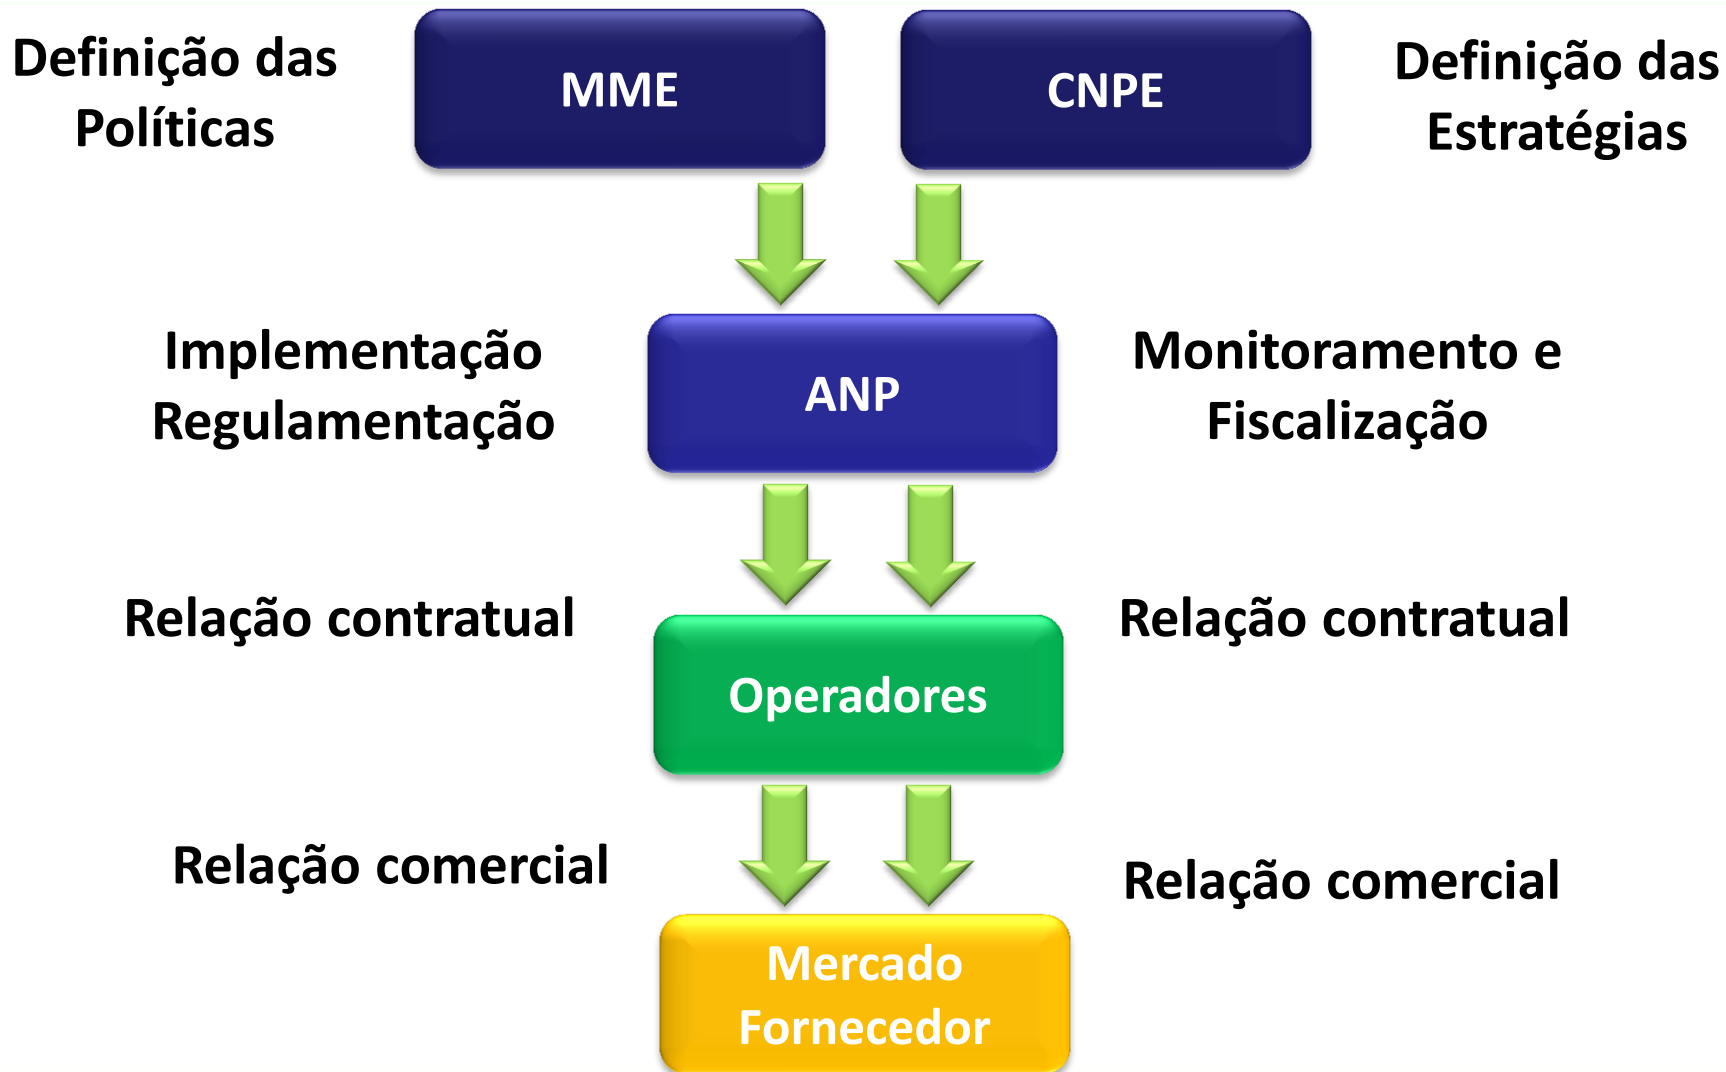 Definição das
Políticas
MME
CNPE
Definição das
Estratégias
Implementação
Regulamentação
ANP
Monitoramento e
Fiscalização
Relação contratual
Relação contratual
Operadores
Relação comercial
Relação comercial
Mercado
Fornecedor